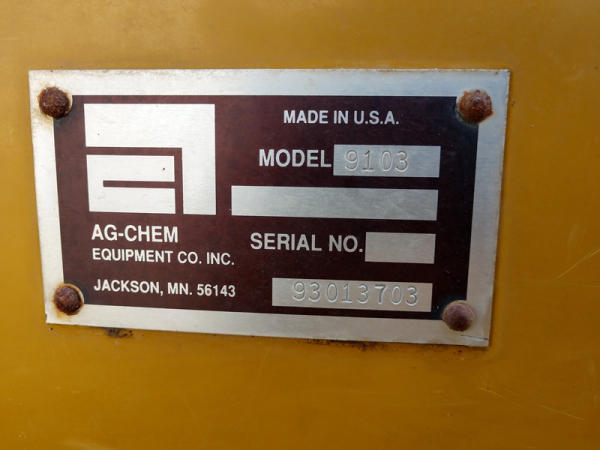 MADE IN U.S.A.
MODEL 9103
AG-CHEM
EQUIPMENT CO. INC.
JACKSON, MN. 56143
SERIAL NO.
93013703